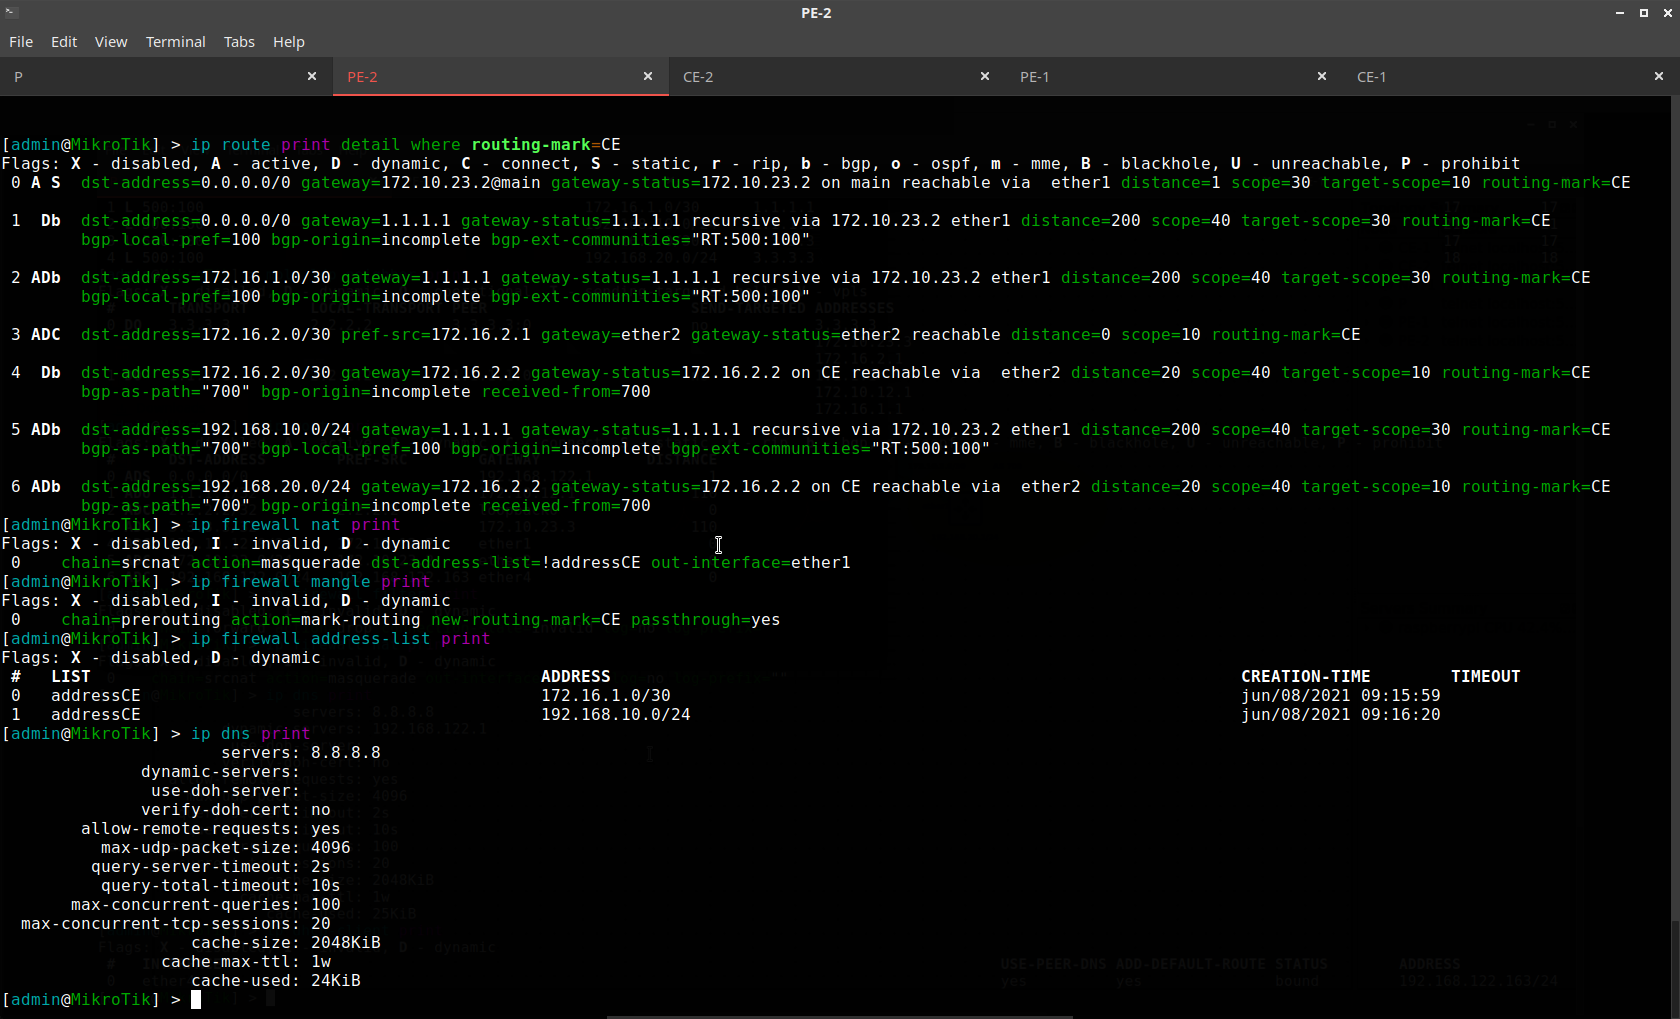 PE-2
File Edit View Terminal Tabs Help
P PE-2 CE-2 PE-1 CE-1
[admin@MikroTik] > ip route print detail where routing-mark=CE
Flags: X - disabled, A - active, D - dynamic, C - connect, S - static, r - rip, b - bgp, o - ospf, m - mme, B - blackhole, U - unreachable, P - prohibit
0 A S dst-address=0.0.0.0/0 gateway=172.10.23.2@main gateway-status=172.10.23.2 on main reachable via ether1 distance=1 scope=30 target-scope=10 routing-mark=CE
1 Db dst-address=0.0.0.0/0 gateway=1.1.1.1 gateway-status=1.1.1.1 recursive via 172.10.23.2 ether1 distance=200 scope=40 target-scope=30 routing-mark=CE
bgp-local-pref=100 bgp-origin=incomplete bgp-ext-communities="RT:500:100"
2 ADb dst-address=172.16.1.0/30 gateway=1.1.1.1 gateway-status=1.1.1.1 recursive via 172.10.23.2 ether1 distance=200 scope=40 target-scope=30 routing-mark=CE
bgp-local-pref=100 bgp-origin=incomplete bgp-ext-communities="RT:500:100"
3 ADC dst-address=172.16.2.0/30 pref-src=172.16.2.1 gateway=ether2 gateway-status=ether2 reachable distance=0 scope=10 routing-mark=CE
4 Db dst-address=172.16.2.0/30 gateway=172.16.2.2 gateway-status=172.16.2.2 on CE reachable via ether2 distance=20 scope=40 target-scope=10 routing-mark=CE
bgp-as-path="700" bgp-origin=incomplete received-from=700
5 ADb dst-address=192.168.10.0/24 gateway=1.1.1.1 gateway-status=1.1.1.1 recursive via 172.10.23.2 ether1 distance=200 scope=40 target-scope=30 routing-mark=CE
bgp-as-path="700" bgp-local-pref=100 bgp-origin=incomplete bgp-ext-communities="RT:500:100"
6 ADb dst-address=192.168.20.0/24 gateway=172.16.2.2 gateway-status=172.16.2.2 on CE reachable via ether2 distance=20 scope=40 target-scope=10 routing-mark=CE
bgp-as-path="700" bgp-origin=incomplete received-from=700
[admin@MikroTik] > ip firewall nat print
Flags: X - disabled, I - invalid, D - dynamic
0 chain=srcnat action=masquerade dst-address-list=!addressCE out-interface=ether1
[admin@MikroTik] > ip firewall mangle print
Flags: X - disabled, I - invalid, D - dynamic
0 chain=prerouting action=mark-routing new-routing-mark=CE passthrough=yes
[admin@MikroTik] > ip firewall address-list print
Flags: X - disabled, D - dynamic
# LIST ADDRESS CREATION-TIME TIMEOUT
0 addressCE 172.16.1.0/30 jun/08/2021 09:15:59
1 addressCE 192.168.10.0/24 jun/08/2021 09:16:20
[admin@MikroTik] > ip dns print
servers: 8.8.8.8
dynamic-servers:
use-doh-server:
verify-doh-cert: no
allow-remote-requests: yes
max-udp-packet-size: 4096
query-server-timeout: 2s
query-total-timeout: 10s
max-concurrent-queries: 100
max-concurrent-tcp-sessions: 20
cache-size: 2048KiB
cache-max-ttl: 1w
cache-used: 24KiB
[admin@MikroTik] >